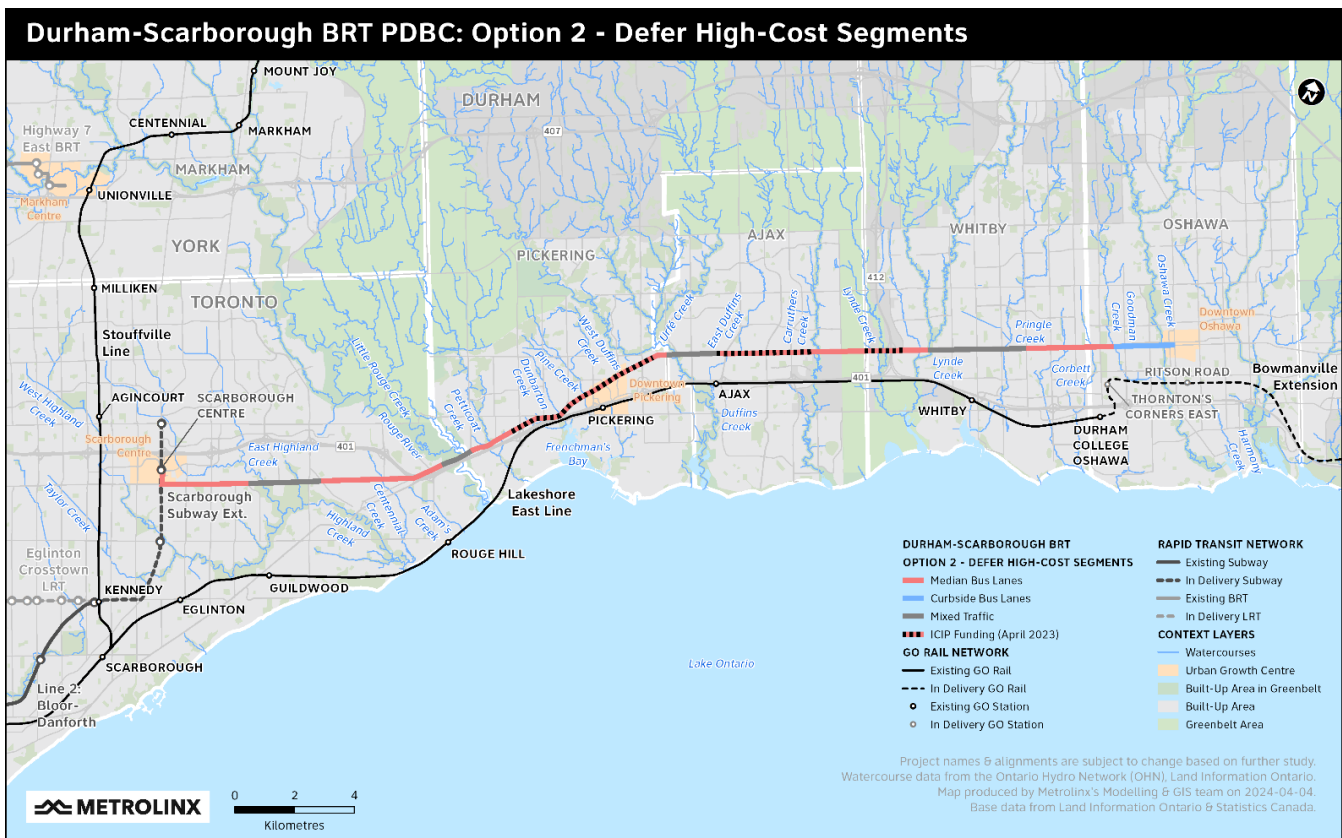 Durham-Scarborough BRT PDBC: Option 2 - Defer High-Cost Segments
MOUNT JOY
DURHAM
N
CENTENNIAL
MARKHAM
407
Highway 7
East BRT
MARKHAM
Markham
Centre
UNIONVILLE
YORK
PICKERING
AJAX
WHITBY
OSHAWA
412
MILLIKEN
TORONTO
Stouffville
Line
Little Rouge Creek
Rouge River
Petticoat
Creek
Dunbarton
Creek
Pine Creek
West Duffins
Creek
Urfé Creek
East Duffins
Creek
Carruthers
Creek
Lynde Creek
Lynde
Creek
Pringle
Creek
Corbett
Creek
Goodman
Creek
Oshawa Creek
Downtown
Oshawa
West Highland
Creek
AGINCOURT
SCARBOROUGH
CENTRE
Scarborough
Centre
East Highland
Creek
401
Downtown
Pickering
PICKERING
AJAX
401
Duffins
Creek
WHITBY
RITSON ROAD
THORNTON'S
CORNERS EAST
Bowmanville
Extension
DURHAM
COLLEGE
OSHAWA
Harmony
Creek
Frenchman's
Bay
Scarborough
Subway Ext.
Taylor Creek
Highland
Creek
Centennial
Creek
Adam's
Creek
Lakeshore
East Line
ROUGE HILL
Eglinton
Crosstown
LRT
KENNEDY
GUILDWOOD
EGLINTON
SCARBOROUGH
Line 2:
Bloor-
Danforth
Lake Ontario
DURHAM-SCARBOROUGH BRT
OPTION 2 - DEFER HIGH-COST SEGMENTS
Median Bus Lanes
Curbside Bus Lanes
Mixed Traffic
ICIP Funding (April 2023)
GO RAIL NETWORK
Existing GO Rail
In Delivery GO Rail
Existing GO Station
In Delivery GO Station
RAPID TRANSIT NETWORK
Existing Subway
In Delivery Subway
Existing BRT
In Delivery LRT
CONTEXT LAYERS
Watercourses
Urban Growth Centre
Built-Up Area in Greenbelt
Built-Up Area
Greenbelt Area
Project names & alignments are subject to change based on further study.
Watercourse data from the Ontario Hydro Network (OHN), Land Information Ontario.
Map produced by Metrolinx's Modelling & GIS team on 2024-04-04.
Base data from Land Information Ontario & Statistics Canada.
METROLINX
0 2 4
Kilometres